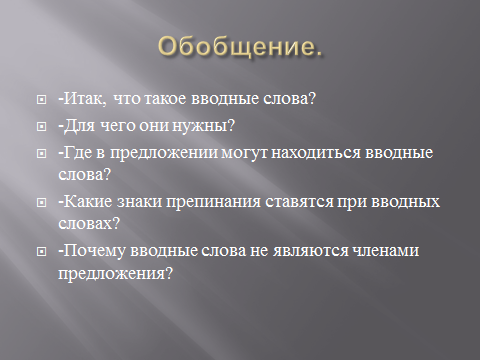 Обобщение.
-Итак, что такое вводные слова?
-Для чего они нужны?
-Где в предложении могут находиться вводные
слова?
-Какие знаки препинания ставятся при вводных
словах?
-Почему вводные слова не являются членами
предложения?